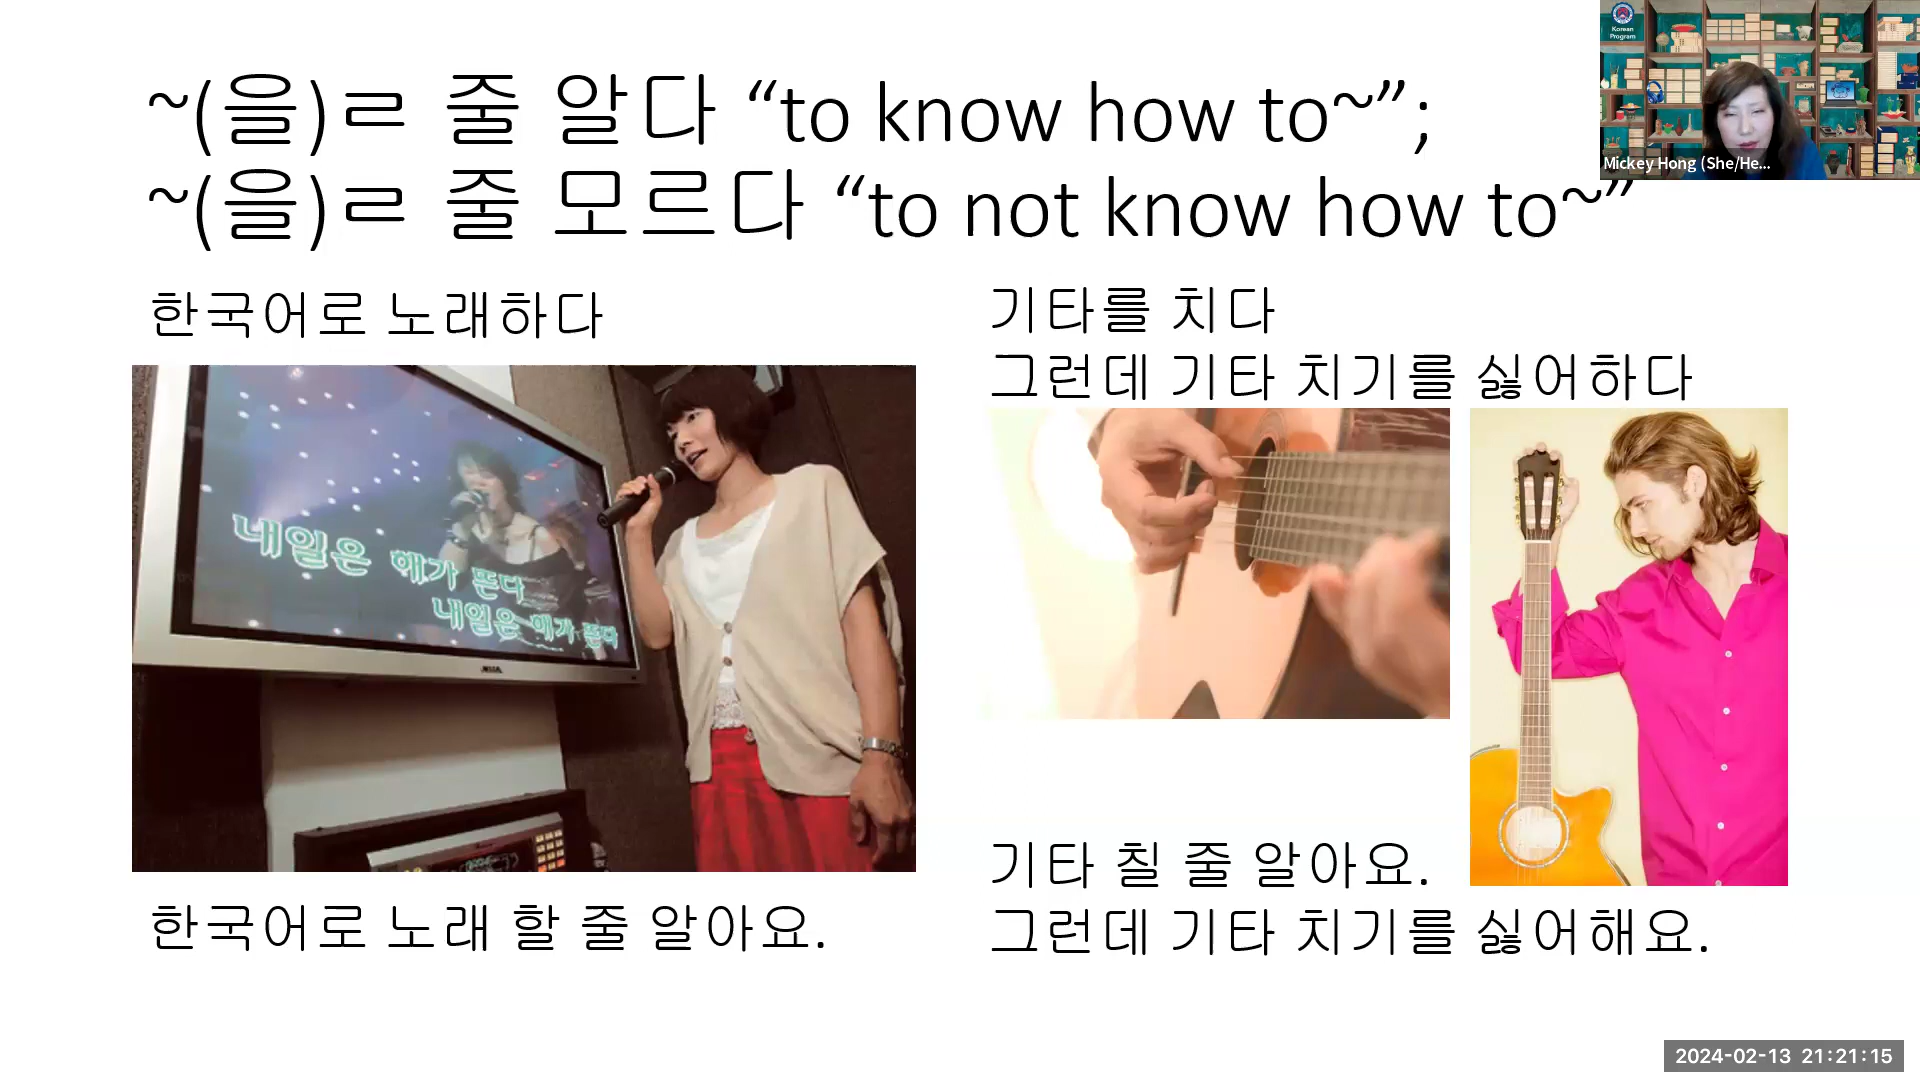 ~(을)ㄹ 줄 알다 “to know how to~”;
~(을)ㄹ 줄 모르다 “to not know how to~”
Korean
Program
Mickey Hong (She/He...
한국어로 노래하다
내일은 해가 뜬다
내일은 해가 뜬다
한국어로 노래 할 줄 알아요.
기타를 치다
그런데 기타 치기를 싫어하다
기타 칠 줄 알아요.
그런데 기타 치기를 싫어해요.
2024-02-13 21:21:15